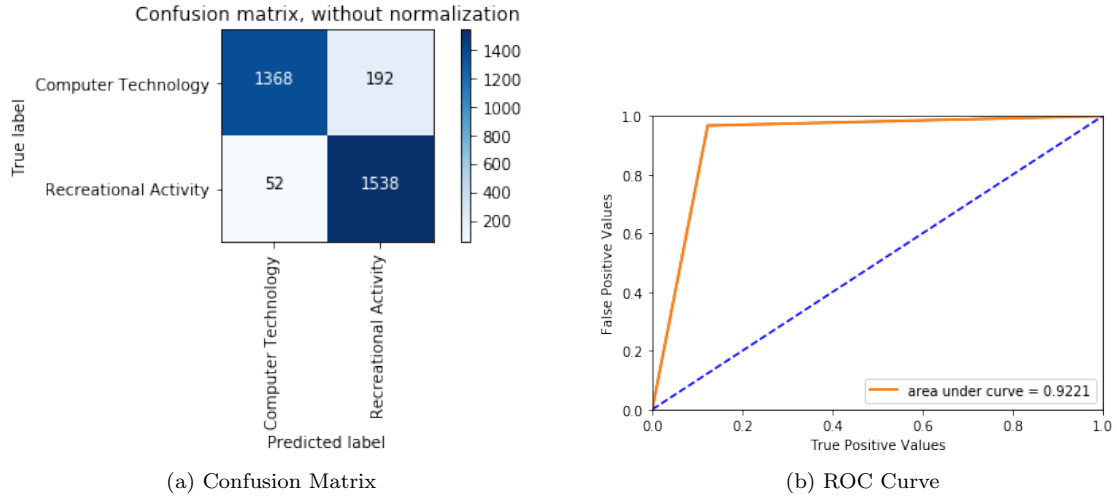 Confusion matrix, without normalization
True label
Computer Technology
Recreational Activity
1368
192
52
1538
1400
1200
1000
800
600
400
200
Computer Technology
Recreational Activity
Predicted label
(a) Confusion Matrix
False Positive Values
1.0
0.8
0.6
0.4
0.2
0.0
area under curve = 0.9221
0.0
0.2
0.4
0.6
0.8
1.0
True Positive Values
(b) ROC Curve